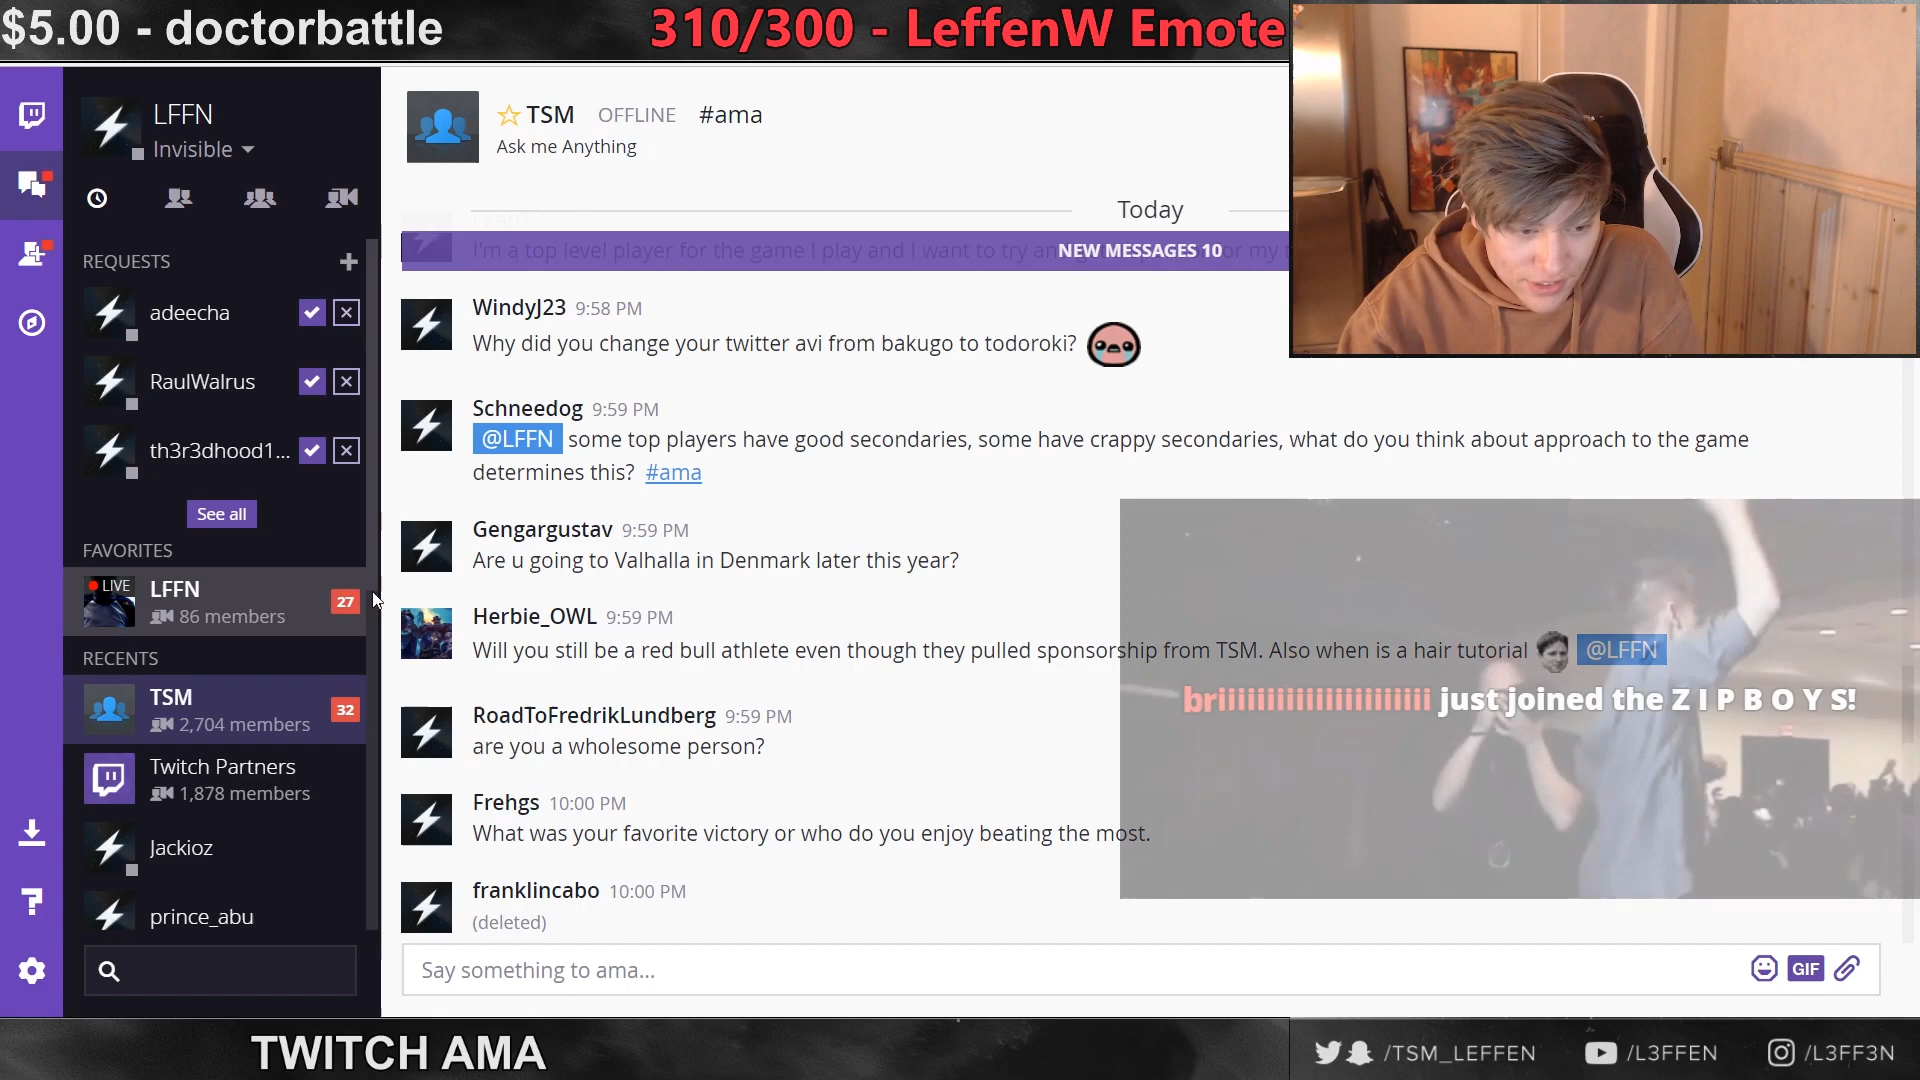 $5.00 - doctorbattle
310/300 - LeffenW Emote
LFFN
Invisible
REQUESTS
adeecha
RaulWalrus
th3r3dhood1...
See all
FAVORITES
LIVE
LFFN
86 members
27
RECENTS
TSM
2,704 members
32
Twitch Partners
1,878 members
Jackioz
prince_abu
TSM OFFLINE #ama
Ask me Anything
Today
I'm a top level player for the game I play and I want to try an
NEW MESSAGES 10
WindyJ23 9:58 PM
Why did you change your twitter avi from bakugo to todoroki?
Schneedog 9:59 PM
@LFFN some top players have good secondaries, some have crappy secondaries, what do you think about approach to the game
determines this? #ama
Gengargustav 9:59 PM
Are u going to Valhalla in Denmark later this year?
Herbie_OWL 9:59 PM
Will you still be a red bull athlete even though they pulled sponsorship from TSM. Also when is a hair tutorial @LFFN
briiiiiiiiiiiiiiiiiiiiiii just joined the Z I P B O Y S!
RoadToFredrikLundberg 9:59 PM
are you a wholesome person?
Frehgs 10:00 PM
What was your favorite victory or who do you enjoy beating the most.
franklincabo 10:00 PM
(deleted)
Say something to ama...
GIF
TWITCH AMA
/TSM_LEFFEN
/L3FFEN
/L3FF3N